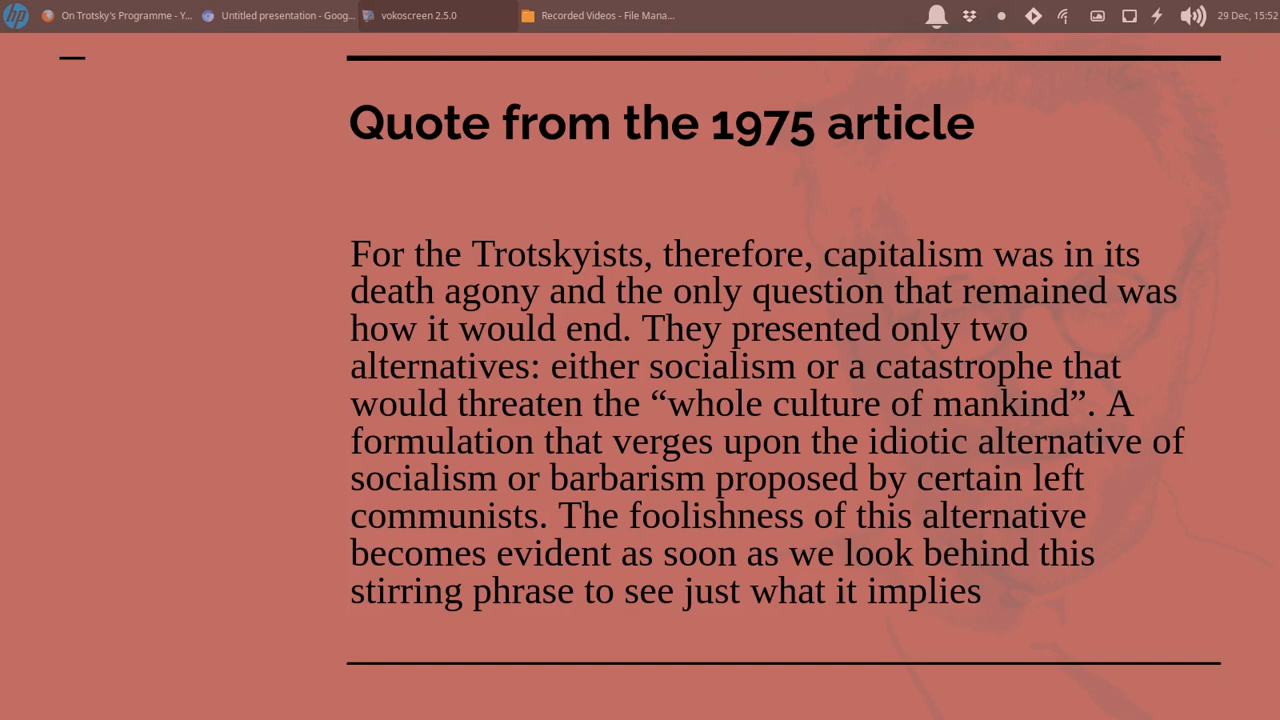 hp
On Trotsky's Programme - Y...
Untitled presentation - Goog...
vokoscreen 2.5.0
Recorded Videos - File Mana...
29 Dec, 15:52
Quote from the 1975 article
For the Trotskyists, therefore, capitalism was in its
death agony and the only question that remained was
how it would end. They presented only two
alternatives: either socialism or a catastrophe that
would threaten the “whole culture of mankind”. A
formulation that verges upon the idiotic alternative of
socialism or barbarism proposed by certain left
communists. The foolishness of this alternative
becomes evident as soon as we look behind this
stirring phrase to see just what it implies